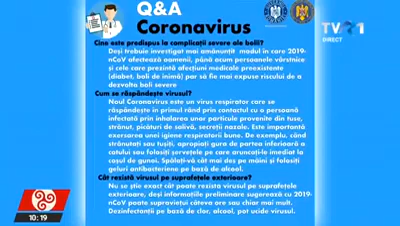 Q&A
Coronavirus
TVR 1
DIRECT
Cine este predispus la complicații severe ale bolii?
Deși trebuie investigat mai amănunțit modul în care 2019-
nCoV afectează oamenii, până acum persoanele vârstnice
și cele care prezintă afecțiuni medicale preexistente
(diabet, boli de inimă) par să fie mai expuse riscului de a
dezvolta boli severe
Cum se răspândește virusul?
Noul Coronavirus este un virus respirator care se
răspândește în primul rând prin contactul cu o persoană
infectată prin inhalarea unor particule provenite din tuse,
strănut, picături de salivă, secreții nazale. Este importantă
exersarea unei igiene respiratorii bune. De exemplu, când
strănutați sau tușiți, apropiați gura de partea inferioară a
cotului sau folosiți șervețele pe care aruncați-le imediat la
coșul de gunoi. Spălați-vă cât mai des pe mâini și folosiți
geluri antibacteriene pe bază de alcool.
Cât rezistă virusul pe suprafețele exterioare?
Nu se știe exact cât poate rezista virusul pe suprafețele
exterioare, deși informațiile preliminare sugerează cu 2019-
nCoV poate supraviețui câteva ore sau chiar mai mult.
Dezinfectanții pe bază de clor, alcool, pot ucide virusul.
10:19